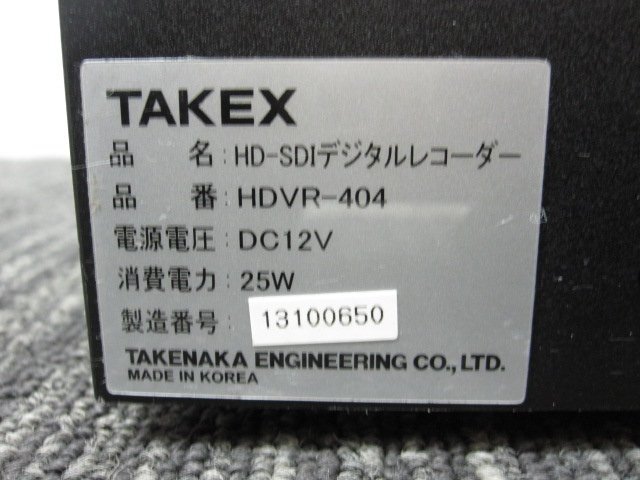 TAKEX
品 名：HD-SDIデジタルレコーダー
品 番：HDVR-404
電源電圧：DC12V
消費電力：25W
製造番号：13100650
TAKENAKA ENGINEERING CO.,LTD.
MADE IN KOREA